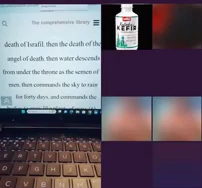 The comprehensive library
death of Israfil, then the death of the
angel of death, then water descends
from under the throne as the semen of
men, then commands the sky to rain
for forty days, and commands the
KEFIR